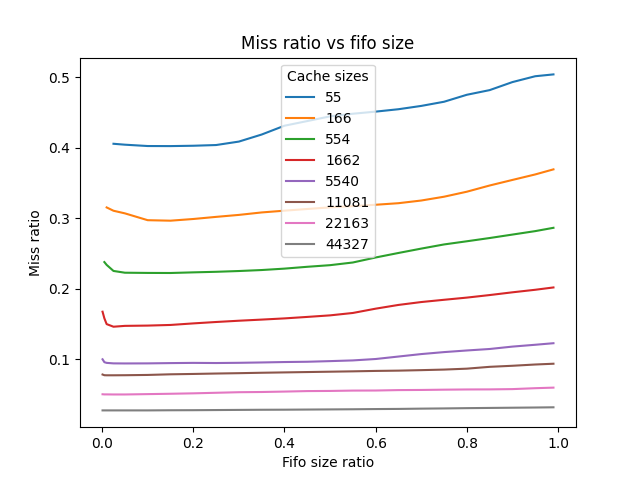 Miss ratio vs fifo size
Cache sizes
55
166
554
1662
5540
11081
22163
44327
0.5
0.4
0.3
0.2
0.1
Miss ratio
0.0 0.2 0.4 0.6 0.8 1.0
Fifo size ratio